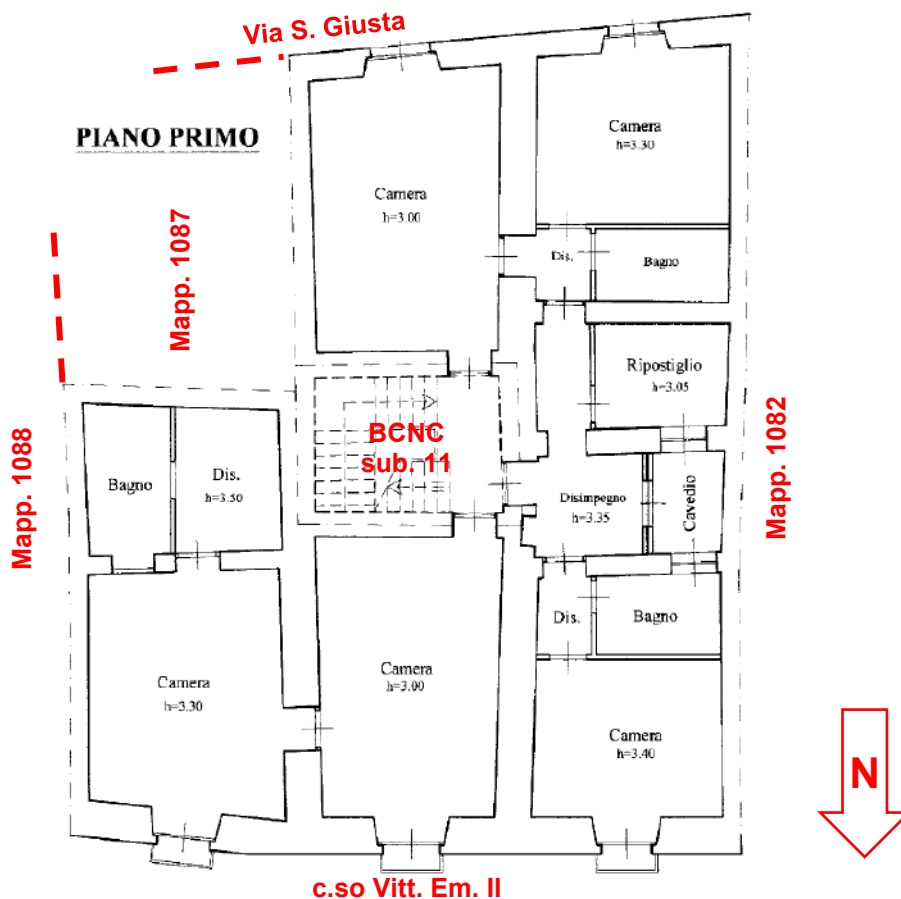 Via S. Giusta
PIANO PRIMO
Camera
h=3.30
Camera
h=3.00
Mapp. 1087
Dis.
Bagno
Ripostiglio
h=3.05
Mapp. 1088
BCNC
sub. 11
Mapp. 1082
Bagno
Dis.
h=3.50
Disimpegno
h=3.35
Cavedio
Dis.
Bagno
Camera
h=3.30
Camera
h=3.00
Camera
h=3.40
N
c.so Vitt. Em. II